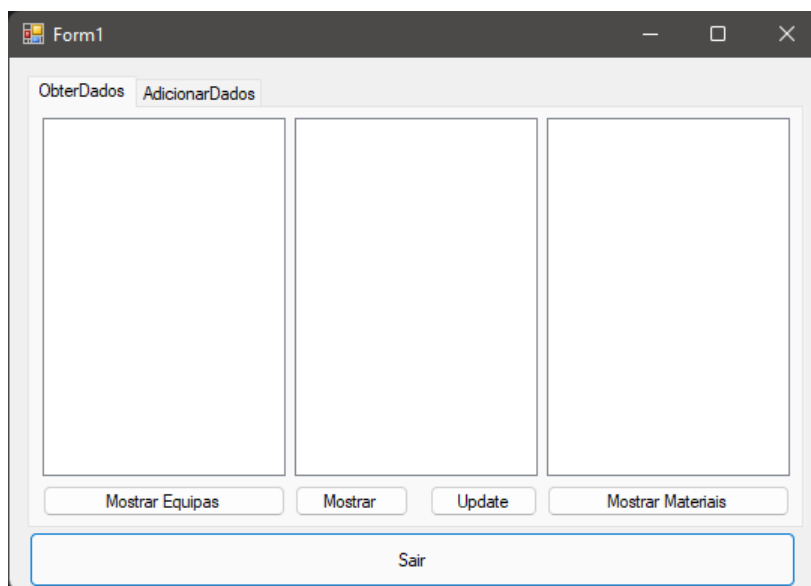 Form1
ObterDados AdicionarDados
Mostrar Equipas Mostrar Update Mostrar Materiais
Sair